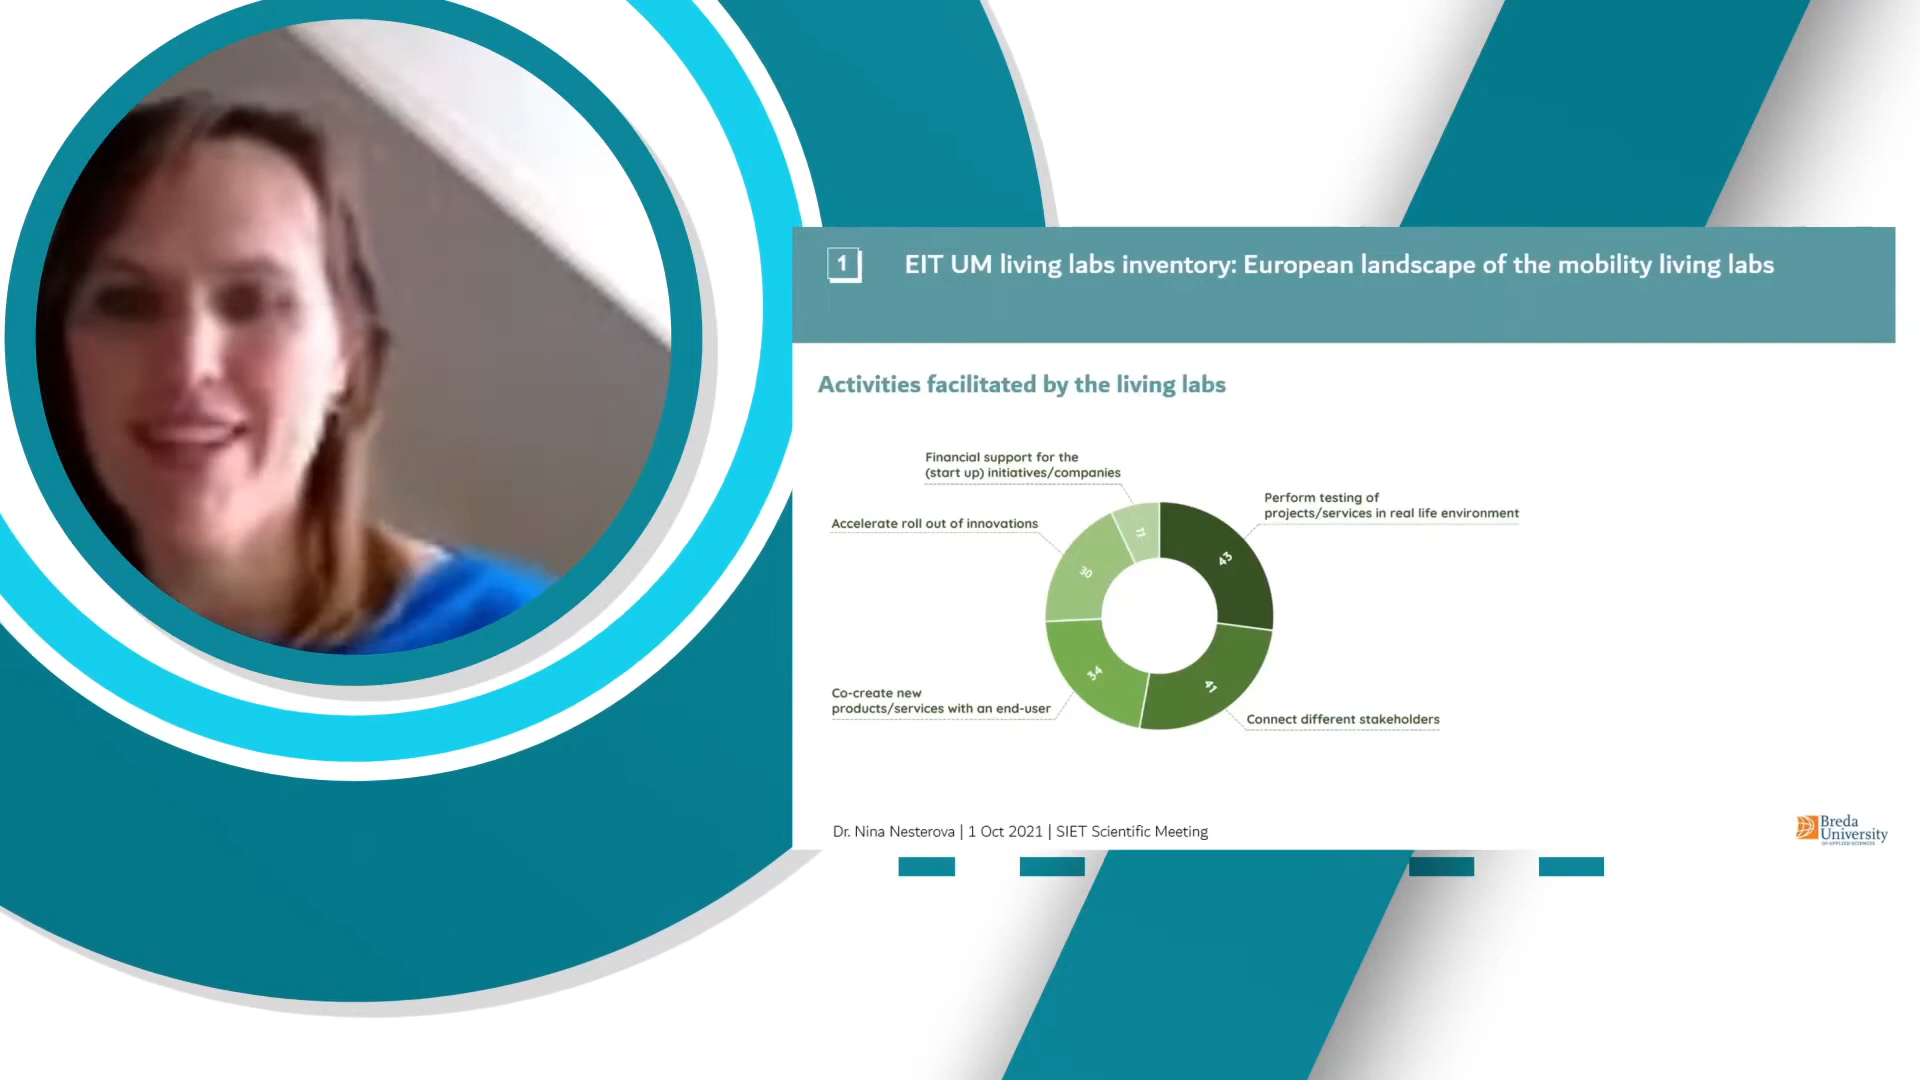 1
EIT UM living labs inventory: European landscape of the mobility living labs
Activities facilitated by the living labs
Financial support for the
(start up) initiatives/companies
Perform testing of
projects/services in real life environment
Accelerate roll out of innovations
11
43
30
34
41
Co-create new
products/services with an end-user
Connect different stakeholders
Dr. Nina Nesterova | 1 Oct 2021 | SIET Scientific Meeting
Breda
University
OF APPLIED SCIENCES